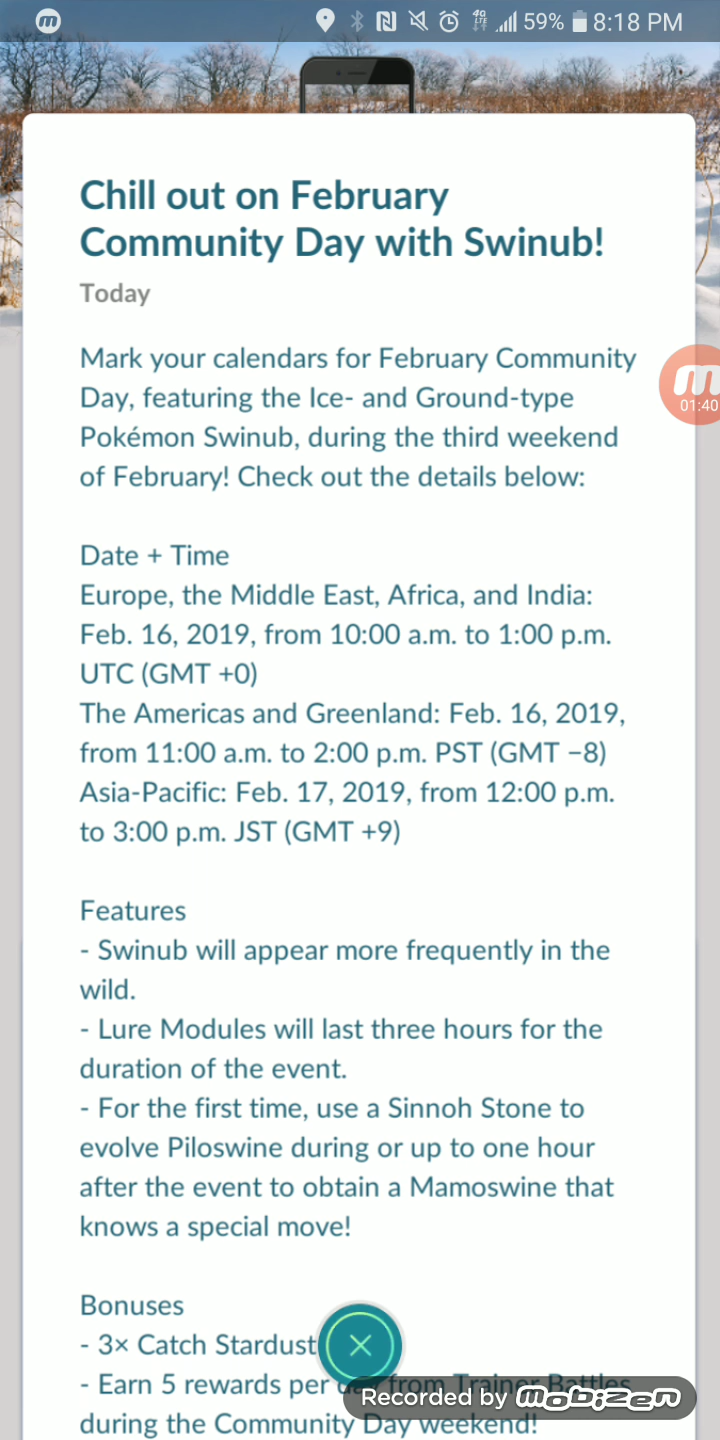 59% 8:18 PM
Chill out on February
Community Day with Swinub!
Today
Mark your calendars for February Community
Day, featuring the Ice- and Ground-type
Pokémon Swinub, during the third weekend
of February! Check out the details below:
01:40
Date + Time
Europe, the Middle East, Africa, and India:
Feb. 16, 2019, from 10:00 a.m. to 1:00 p.m.
UTC (GMT +0)
The Americas and Greenland: Feb. 16, 2019,
from 11:00 a.m. to 2:00 p.m. PST (GMT −8)
Asia-Pacific: Feb. 17, 2019, from 12:00 p.m.
to 3:00 p.m. JST (GMT +9)
Features
- Swinub will appear more frequently in the
wild.
- Lure Modules will last three hours for the
duration of the event.
- For the first time, use a Sinnoh Stone to
evolve Piloswine during or up to one hour
after the event to obtain a Mamoswine that
knows a special move!
Bonuses
- 3× Catch Stardust
- Earn 5 rewards per day from Trainer Battles
Recorded by mobizen
during the Community Day weekend!